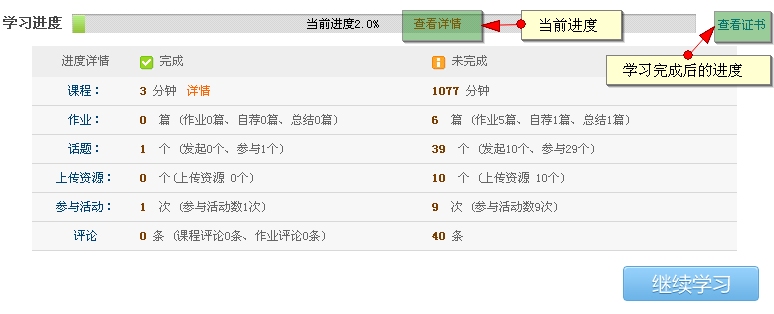 学习进度 当前进度2.0% 查看详情 当前进度 查看证书
学习完成后的进度
进度详情 完成 未完成
课程： 3 分钟 详情 1077 分钟
作业： 0 篇 (作业0篇、自荐0篇、总结0篇) 6 篇 (作业5篇、自荐1篇、总结1篇)
话题： 1 个 (发起0个、参与1个) 39 个 (发起10个、参与29个)
上传资源： 0 个(上传资源 0个) 10 个 (上传资源 10个)
参与活动： 1 次 (参与活动数1次) 9 次 (参与活动数9次)
评论 0 条 (课程评论0条、作业评论0条) 40 条
继续学习